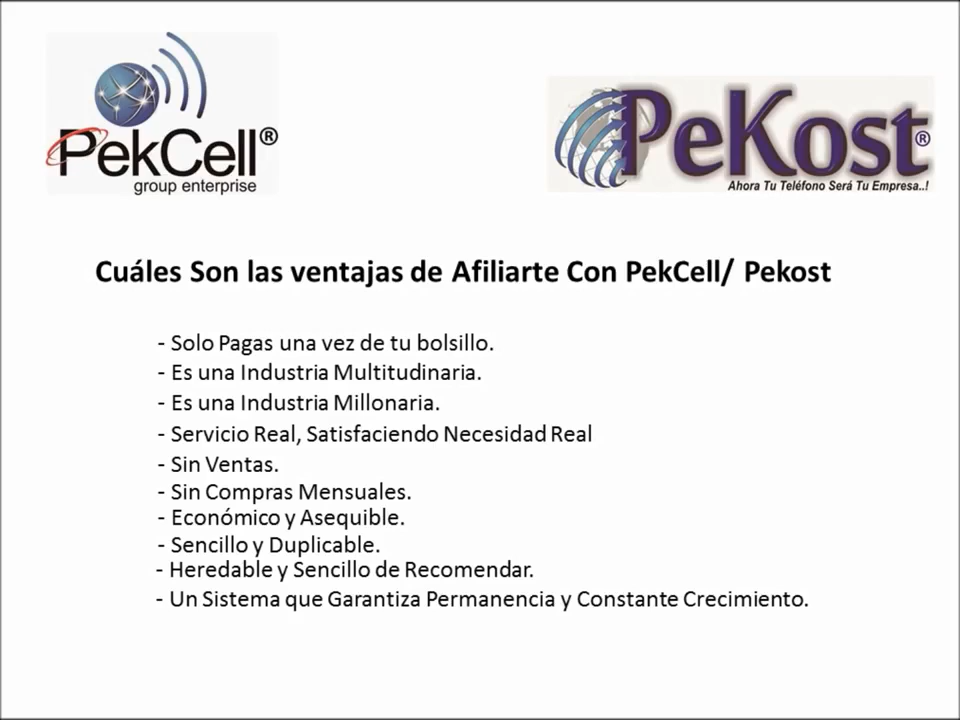 PekCell®
group enterprise
PeKost®
Ahora Tu Teléfono Será Tu Empresa..!
Cuáles Son las ventajas de Afiliarte Con PekCell/ Pekost
- Solo Pagas una vez de tu bolsillo.
- Es una Industria Multitudinaria.
- Es una Industria Millonaria.
- Servicio Real, Satisfaciendo Necesidad Real
- Sin Ventas.
- Sin Compras Mensuales.
- Económico y Asequible.
- Sencillo y Duplicable.
- Heredable y Sencillo de Recomendar.
- Un Sistema que Garantiza Permanencia y Constante Crecimiento.